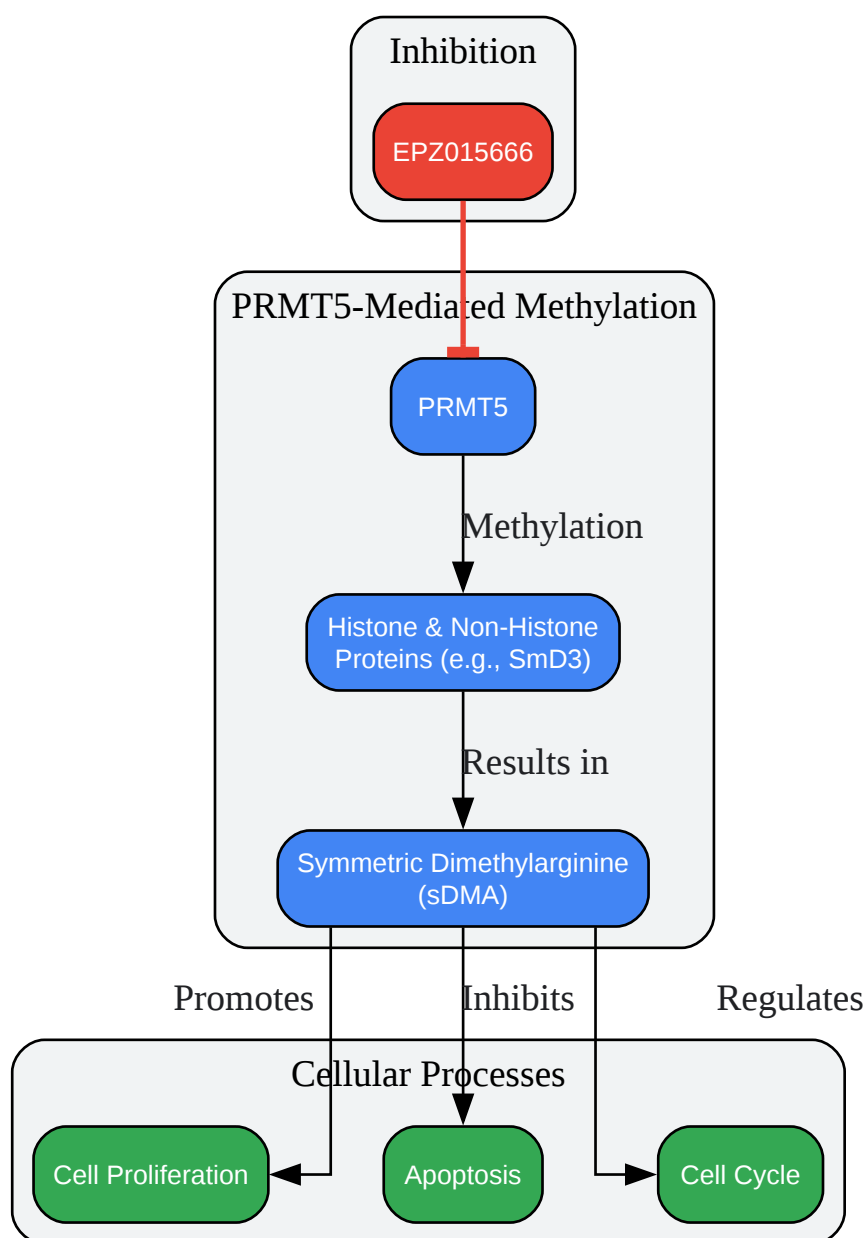 Inhibition
EPZ015666
PRMT5-Mediated Methylation
PRMT5
Methylation
Histone & Non-Histone
Proteins (e.g., SmD3)
Results in
Symmetric Dimethylarginine
(sDMA)
Promotes
Inhibits
Regulates
Cellular Processes
Cell Proliferation
Apoptosis
Cell Cycle